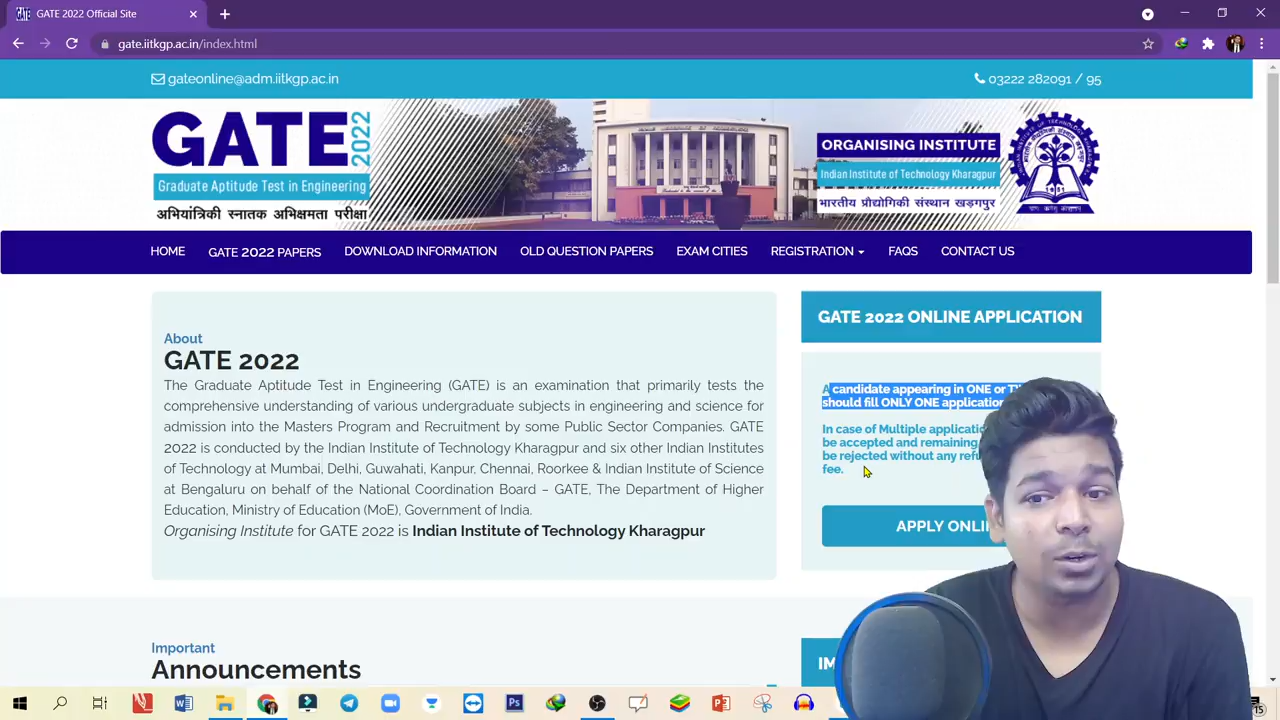 GATE 2022 Official Site
gate.iitkgp.ac.in/index.html
gateonline@adm.iitkgp.ac.in
03222 282091 / 95
GATE 2022
Graduate Aptitude Test in Engineering
अभियांत्रिकी स्नातक अभिक्षमता परीक्षा
ORGANISING INSTITUTE
Indian Institute of Technology Kharagpur
भारतीय प्रौद्योगिकी संस्थान खड़गपुर
HOME GATE 2022 PAPERS DOWNLOAD INFORMATION OLD QUESTION PAPERS EXAM CITIES REGISTRATION FAQS CONTACT US
About
GATE 2022
The Graduate Aptitude Test in Engineering (GATE) is an examination that primarily tests the
comprehensive understanding of various undergraduate subjects in engineering and science for
admission into the Masters Program and Recruitment by some Public Sector Companies. GATE
2022 is conducted by the Indian Institute of Technology Kharagpur and six other Indian Institutes
of Technology at Mumbai, Delhi, Guwahati, Kanpur, Chennai, Roorkee & Indian Institute of Science
at Bengaluru on behalf of the National Coordination Board – GATE, The Department of Higher
Education, Ministry of Education (MoE), Government of India.
Organising Institute for GATE 2022 is Indian Institute of Technology Kharagpur
GATE 2022 ONLINE APPLICATION
A candidate appearing in ONE or
should fill ONLY ONE
In case of Multiple
be accepted and remaining
be rejected without any
fee.
APPLY
Important
Announcements
15